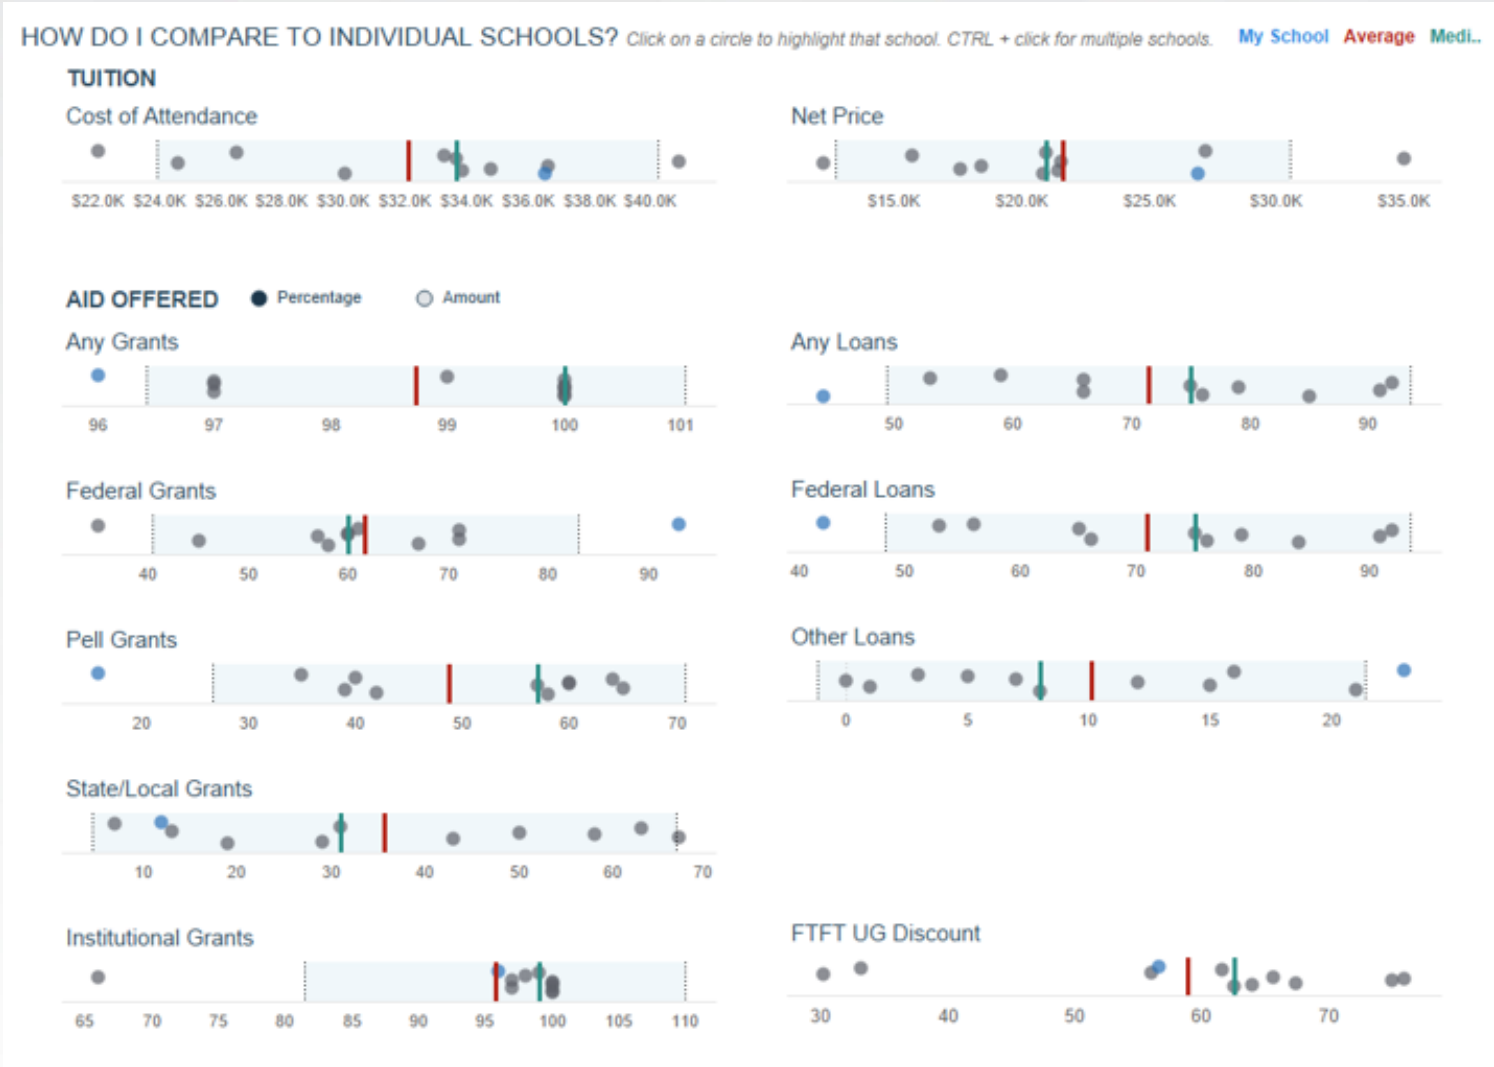 HOW DO I COMPARE TO INDIVIDUAL SCHOOLS? Click on a circle to highlight that school. CTRL + click for multiple schools. My School Average Medi..
TUITION
Cost of Attendance
$22.0K $24.0K $26.0K $28.0K $30.0K $32.0K $34.0K $36.0K $38.0K $40.0K
Net Price
$15.0K $20.0K $25.0K $30.0K $35.0K
AID OFFERED Percentage Amount
Any Grants
96 97 98 99 100 101
Any Loans
50 60 70 80 90
Federal Grants
40 50 60 70 80 90
Federal Loans
40 50 60 70 80 90
Pell Grants
20 30 40 50 60 70
Other Loans
0 5 10 15 20
State/Local Grants
10 20 30 40 50 60 70
Institutional Grants
65 70 75 80 85 90 95 100 105 110
FTFT UG Discount
30 40 50 60 70